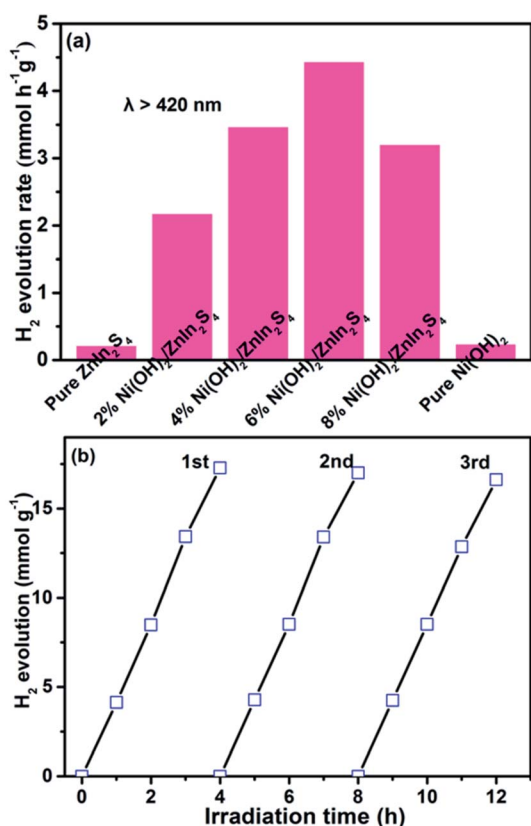 (a)
λ > 420 nm
H₂ evolution rate (mmol h⁻¹g⁻¹)
5
4
3
2
1
0
Pure ZnIn₂S₄
2% Ni(OH)₂/ZnIn₂S₄
4% Ni(OH)₂/ZnIn₂S₄
6% Ni(OH)₂/ZnIn₂S₄
8% Ni(OH)₂/ZnIn₂S₄
Pure Ni(OH)₂
(b)
1st
2nd
3rd
H₂ evolution (mmol g⁻¹)
15
10
5
0
0
2
4
6
8
10
12
Irradiation time (h)